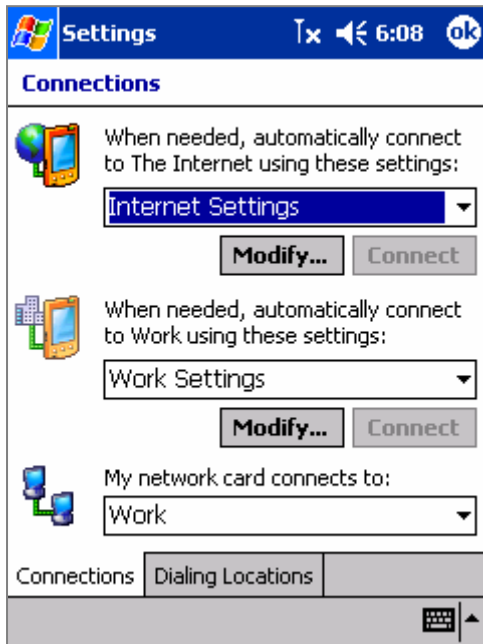 Settings 6:08 ok
Connections
When needed, automatically connect
to The Internet using these settings:
Internet Settings
Modify... Connect
When needed, automatically connect
to Work using these settings:
Work Settings
Modify... Connect
My network card connects to:
Work
Connections Dialing Locations